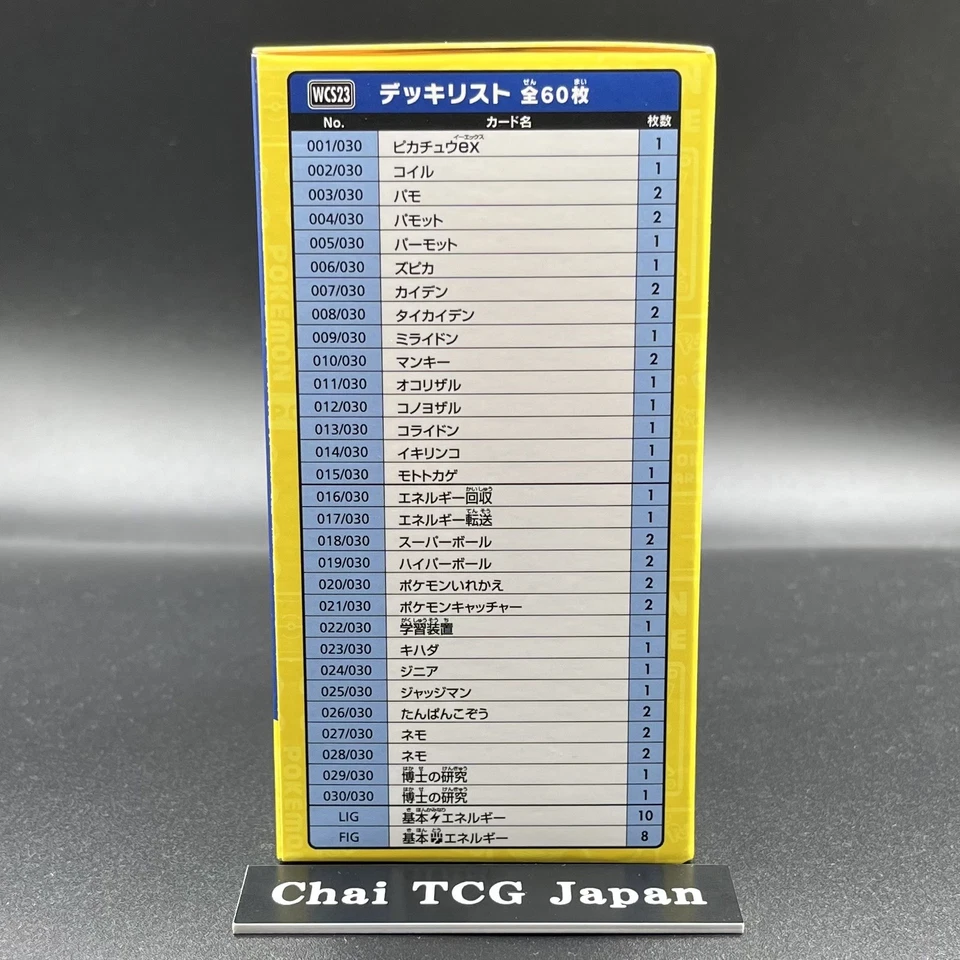 WCS23 デッキリスト 全60枚
No. カード名 枚数
001/030 ピカチュウex 1
002/030 コイル 1
003/030 パモ 2
004/030 パモット 2
005/030 パーモット 1
006/030 ズピカ 1
007/030 カイデン 2
008/030 タイカイデン 2
009/030 ミライドン 1
010/030 マンキー 2
011/030 オコリザル 1
012/030 コノヨザル 1
013/030 コライドン 1
014/030 イキリンコ 1
015/030 モトトカゲ 1
016/030 エネルギー回収 1
017/030 エネルギー転送 1
018/030 スーパーボール 2
019/030 ハイパーボール 2
020/030 ポケモンいれかえ 2
021/030 ポケモンキャッチャー 2
022/030 学習装置 1
023/030 キハダ 1
024/030 ジニア 1
025/030 ジャッジマン 1
026/030 たんぱんこぞう 2
027/030 ネモ 2
028/030 ネモ 2
029/030 博士の研究 1
030/030 博士の研究 1
LIG 基本エネルギー 10
FIG 基本エネルギー 8
POKEMON
Chai TCG Japan